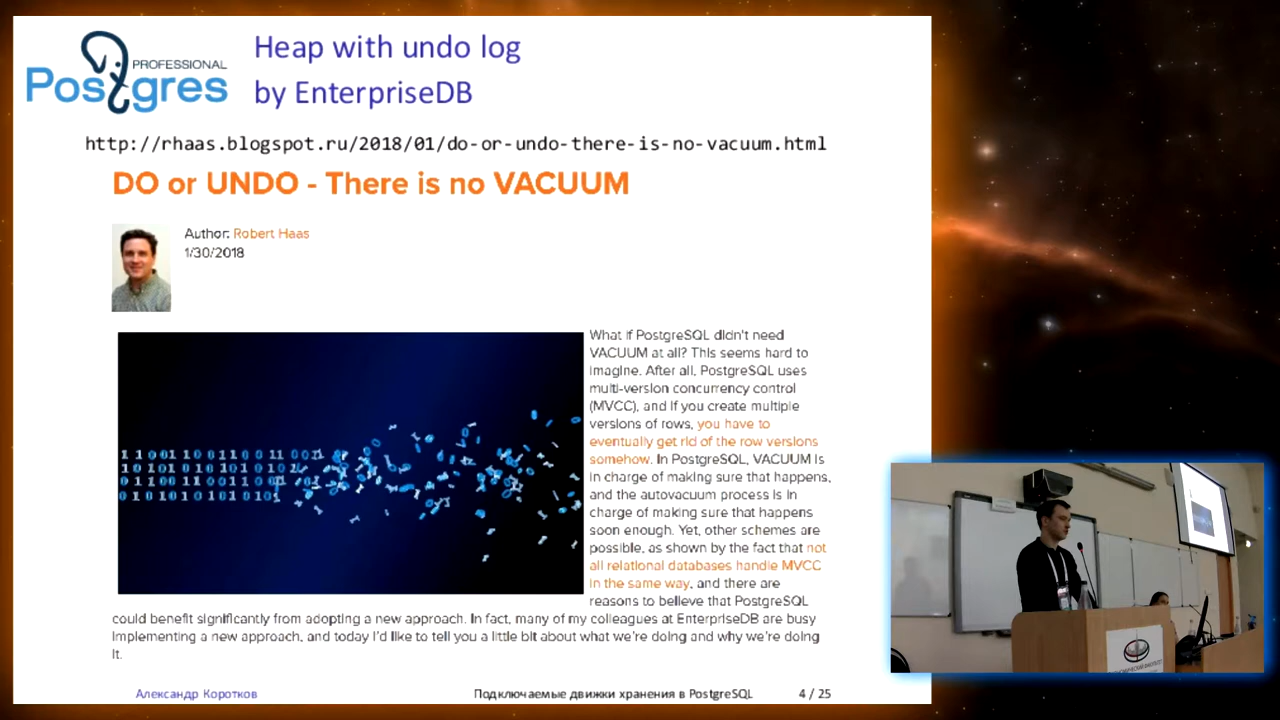 PROFESSIONAL
Postgres
Heap with undo log
by EnterpriseDB
http://rhaas.blogspot.ru/2018/01/do-or-undo-there-is-no-vacuum.html
DO or UNDO - There is no VACUUM
Author: Robert Haas
1/30/2018
What if PostgreSQL didn't need
VACUUM at all? This seems hard to
imagine. After all, PostgreSQL uses
multi-version concurrency control
(MVCC), and if you create multiple
versions of rows, you have to
eventually get rid of the row versions
somehow. In PostgreSQL, VACUUM is
in charge of making sure that happens,
and the autovacuum process is in
charge of making sure that happens
soon enough. Yet, other schemes are
possible, as shown by the fact that not
all relational databases handle MVCC
in the same way, and there are
reasons to believe that PostgreSQL
could benefit significantly from adopting a new approach. In fact, many of my colleagues at EnterpriseDB are busy
implementing a new approach, and today I'd like to tell you a little bit about what we're doing and why we're doing
it.
Александр Коротков
Подключаемые движки хранения в PostgreSQL
4 / 25